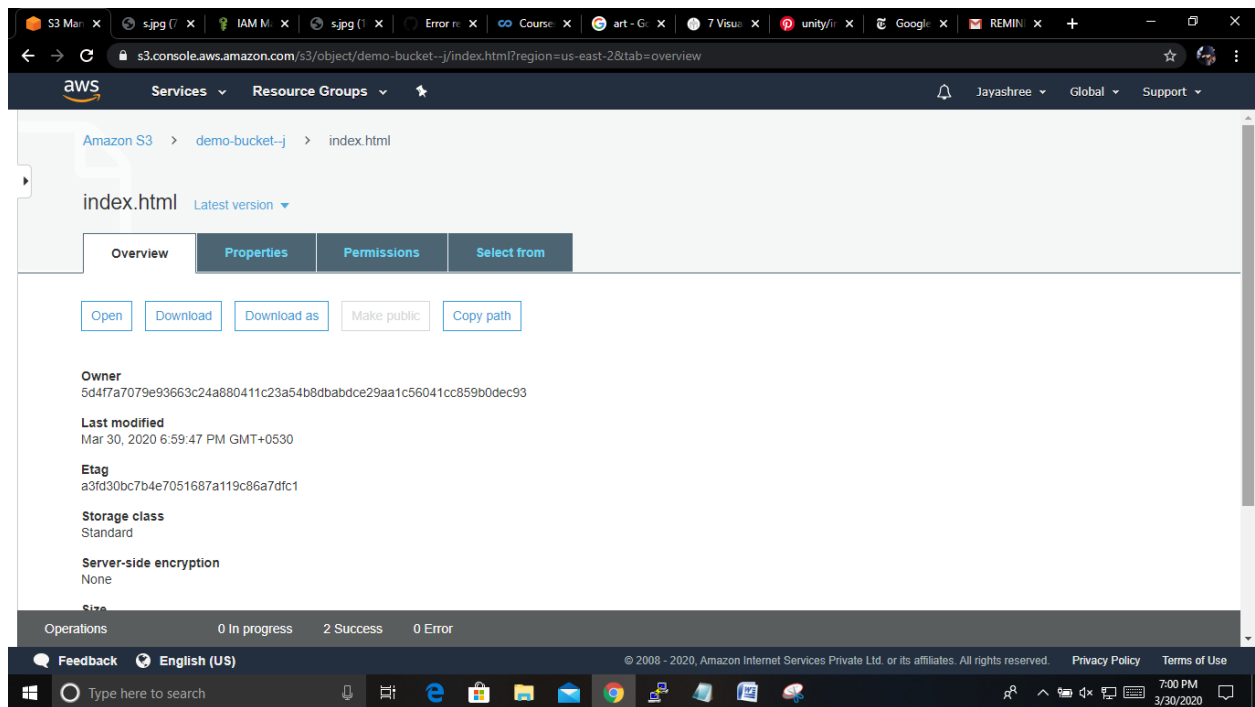 S3 Man
s.jpg (7
IAM M
s.jpg (1
Error re
Course
art - Go
7 Visua
unity/ir
Google
REMINI
s3.console.aws.amazon.com/s3/object/demo-bucket--j/index.html?region=us-east-2&tab=overview
aws Services Resource Groups Jayashree Global Support
Amazon S3 > demo-bucket--j > index.html
index.html Latest version
Overview Properties Permissions Select from
Open Download Download as Make public Copy path
Owner
5d4f7a7079e93663c24a880411c23a54b8dbabdce29aa1c56041cc859b0dec93
Last modified
Mar 30, 2020 6:59:47 PM GMT+0530
Etag
a3fd30bc7b4e7051687a119c86a7dfc1
Storage class
Standard
Server-side encryption
None
Size
Operations 0 In progress 2 Success 0 Error
Feedback English (US) © 2008 - 2020, Amazon Internet Services Private Ltd. or its affiliates. All rights reserved. Privacy Policy Terms of Use
Type here to search 7:00 PM
3/30/2020